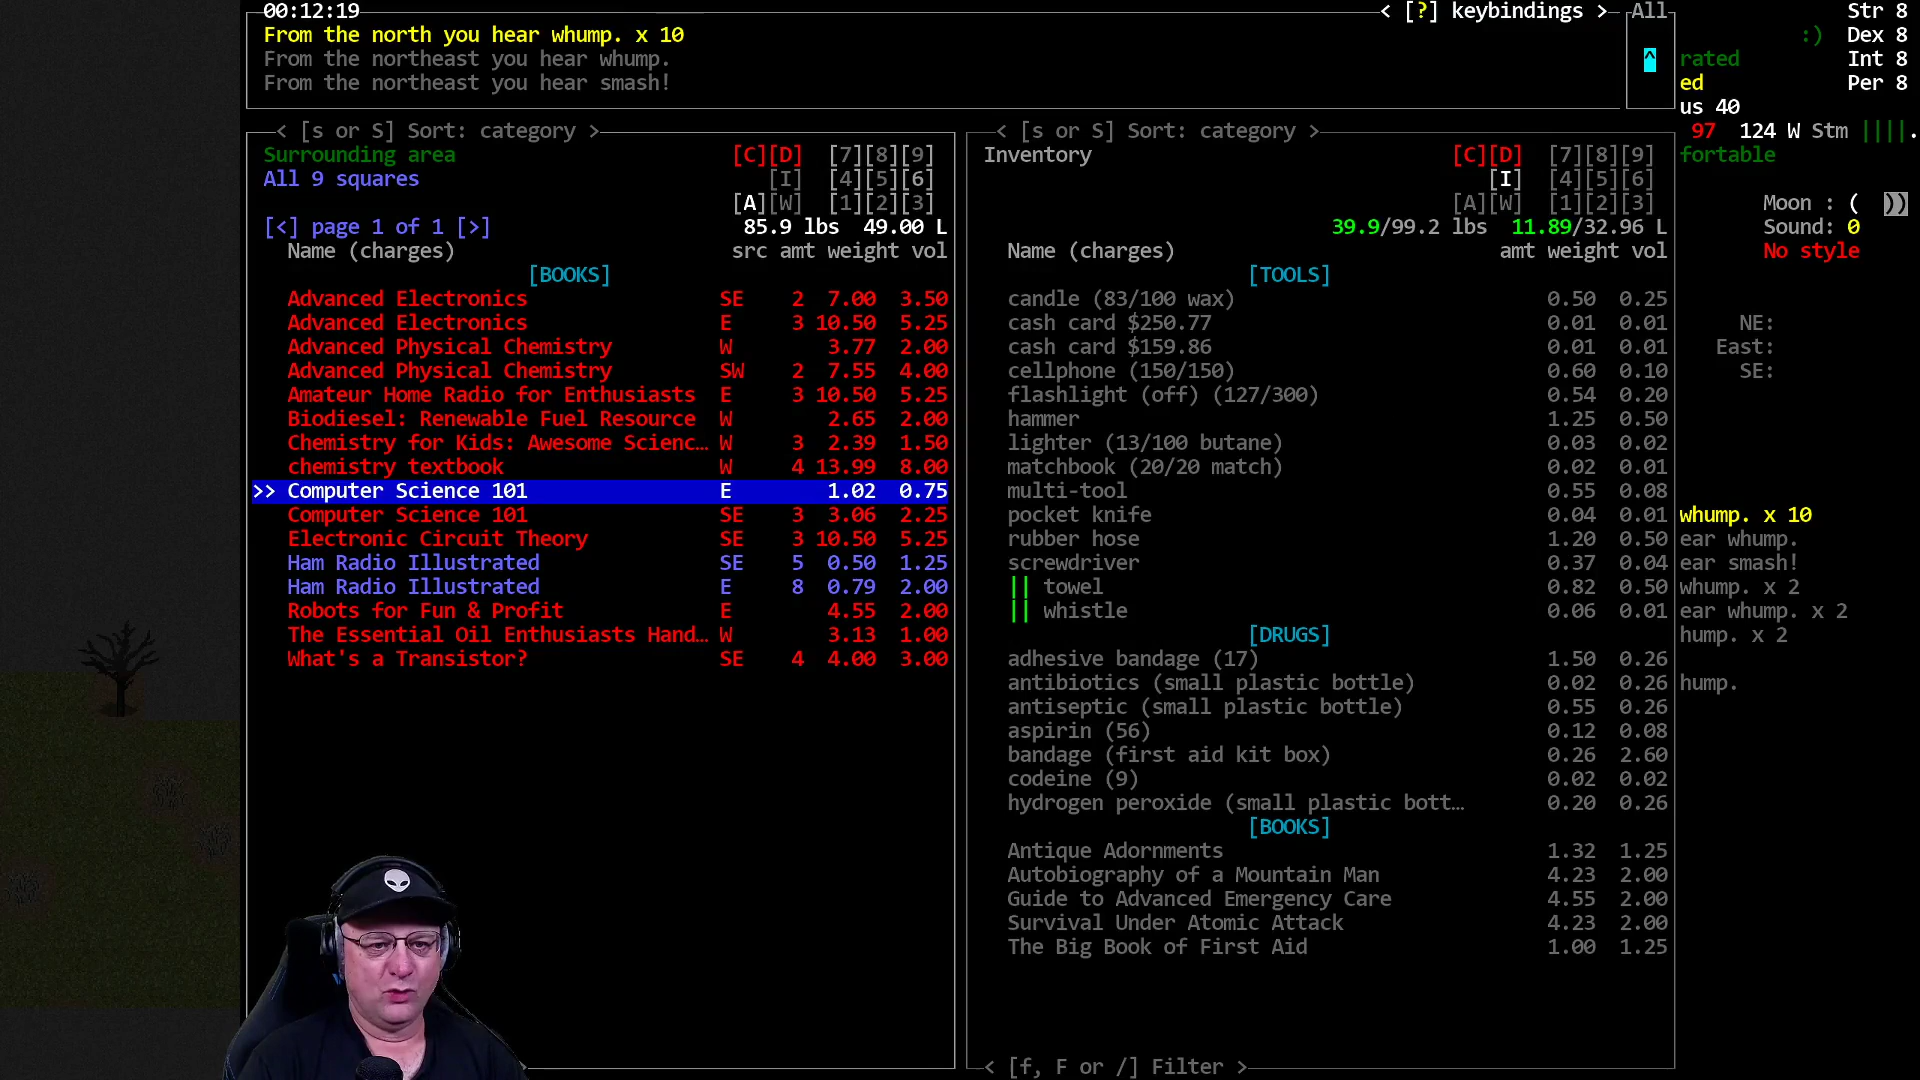 00:12:19
< [?] keybindings >
All
Str 8
From the north you hear whump. x 10
:)
Dex 8
From the northeast you hear whump.
^
rated
Int 8
From the northeast you hear smash!
ed
Per 8
us 40
< [s or S] Sort: category >
< [s or S] Sort: category >
97 124 W Stm ||||.
Surrounding area
[C][D] [7][8][9]
Inventory
[C][D] [7][8][9]
fortable
All 9 squares
[I] [4][5][6]
[I] [4][5][6]
[A][W] [1][2][3]
[A][W] [1][2][3]
Moon : ( ))
[<] page 1 of 1 [>]
85.9 lbs 49.00 L
39.9/99.2 lbs 11.89/32.96 L
Sound: 0
Name (charges) src amt weight vol
Name (charges) amt weight vol
No style
[BOOKS]
[TOOLS]
Advanced Electronics SE 2 7.00 3.50
candle (83/100 wax) 0.50 0.25
Advanced Electronics E 3 10.50 5.25
cash card $250.77 0.01 0.01
NE:
Advanced Physical Chemistry W 3.77 2.00
cash card $159.86 0.01 0.01
East:
Advanced Physical Chemistry SW 2 7.55 4.00
cellphone (150/150) 0.60 0.10
SE:
Amateur Home Radio for Enthusiasts E 3 10.50 5.25
flashlight (off) (127/300) 0.54 0.20
Biodiesel: Renewable Fuel Resource W 2.65 2.00
hammer 1.25 0.50
Chemistry for Kids: Awesome Scienc… W 3 2.39 1.50
lighter (13/100 butane) 0.03 0.02
chemistry textbook W 4 13.99 8.00
matchbook (20/20 match) 0.02 0.01
>> Computer Science 101 E 1.02 0.75
multi-tool 0.55 0.08
Computer Science 101 SE 3 3.06 2.25
pocket knife 0.04 0.01
whump. x 10
Electronic Circuit Theory SE 3 10.50 5.25
rubber hose 1.20 0.50
ear whump.
Ham Radio Illustrated SE 5 0.50 1.25
screwdriver 0.37 0.04
ear smash!
Ham Radio Illustrated E 8 0.79 2.00
|| towel 0.82 0.50
whump. x 2
Robots for Fun & Profit E 4.55 2.00
|| whistle 0.06 0.01
ear whump. x 2
The Essential Oil Enthusiasts Hand… W 3.13 1.00
[DRUGS]
hump. x 2
What's a Transistor? SE 4 4.00 3.00
adhesive bandage (17) 1.50 0.26
antibiotics (small plastic bottle) 0.02 0.26
hump.
antiseptic (small plastic bottle) 0.55 0.26
aspirin (56) 0.12 0.08
bandage (first aid kit box) 0.26 2.60
codeine (9) 0.02 0.02
hydrogen peroxide (small plastic bott… 0.20 0.26
[BOOKS]
Antique Adornments 1.32 1.25
Autobiography of a Mountain Man 4.23 2.00
Guide to Advanced Emergency Care 4.55 2.00
Survival Under Atomic Attack 4.23 2.00
The Big Book of First Aid 1.00 1.25
< [f, F or /] Filter >